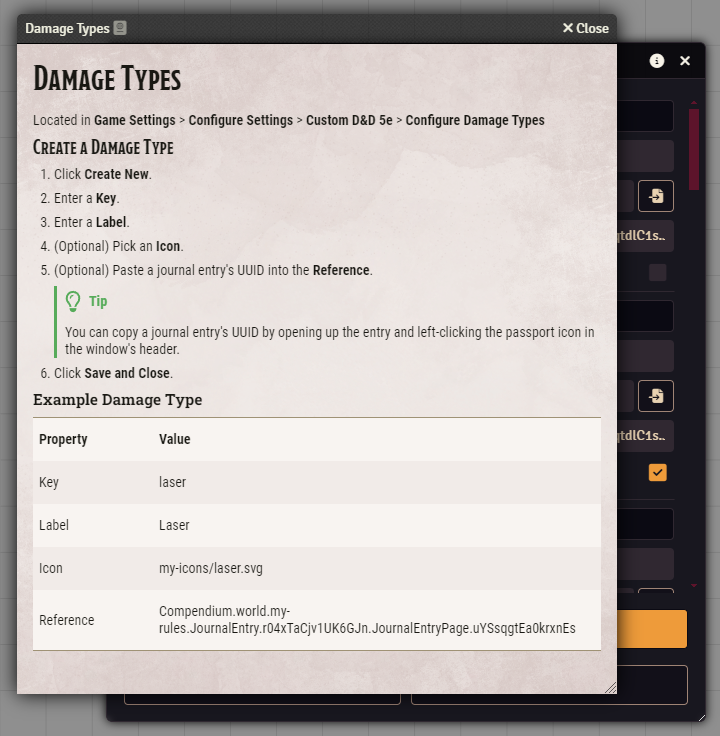 Damage Types
Close
Damage Types
Located in Game Settings > Configure Settings > Custom D&D 5e > Configure Damage Types
Create a Damage Type
1. Click Create New.
2. Enter a Key.
3. Enter a Label.
4. (Optional) Pick an Icon.
5. (Optional) Paste a journal entry's UUID into the Reference.
Tip
You can copy a journal entry's UUID by opening up the entry and left-clicking the passport icon in
the window's header.
6. Click Save and Close.
Example Damage Type
Property Value
Key laser
Label Laser
Icon my-icons/laser.svg
Reference Compendium.world.my-
rules.JournalEntry.r04xTaCjv1UK6GJn.JournalEntryPage.uYSsqgtEa0krxnEs